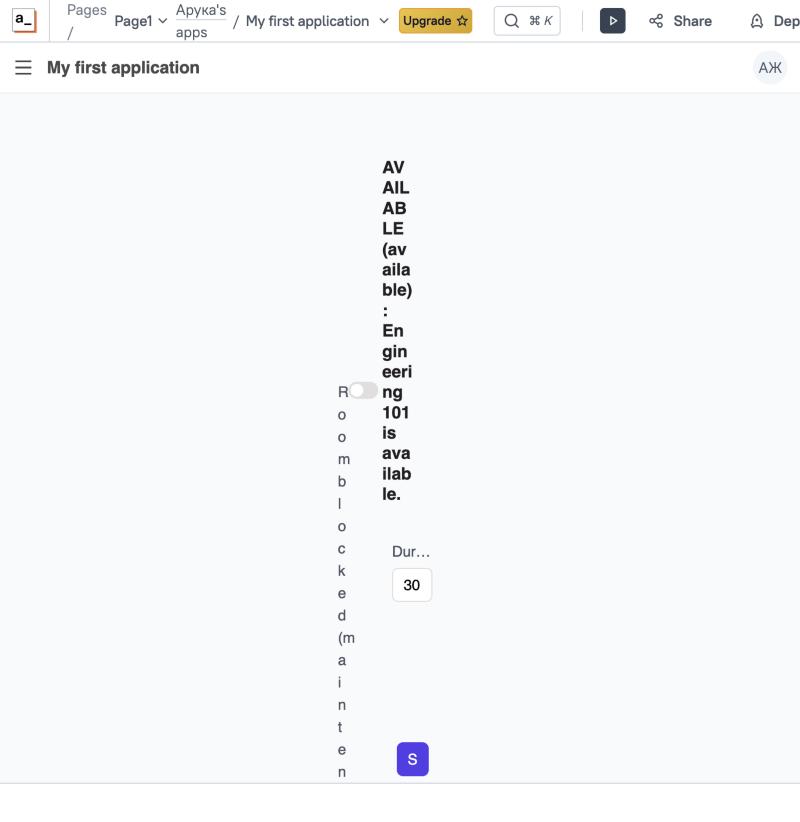 a_
Pages
/
Page1
Арука's
apps
/
My first application
Upgrade
⌘ K
Share
Dep
My first application
АЖ
AV
AIL
AB
LE
(av
aila
ble)
:
En
gin
eeri
ng
101
is
ava
ilab
le.
R
o
o
m
b
l
o
c
k
e
d
(m
a
i
n
t
e
n
Dur…
30
S